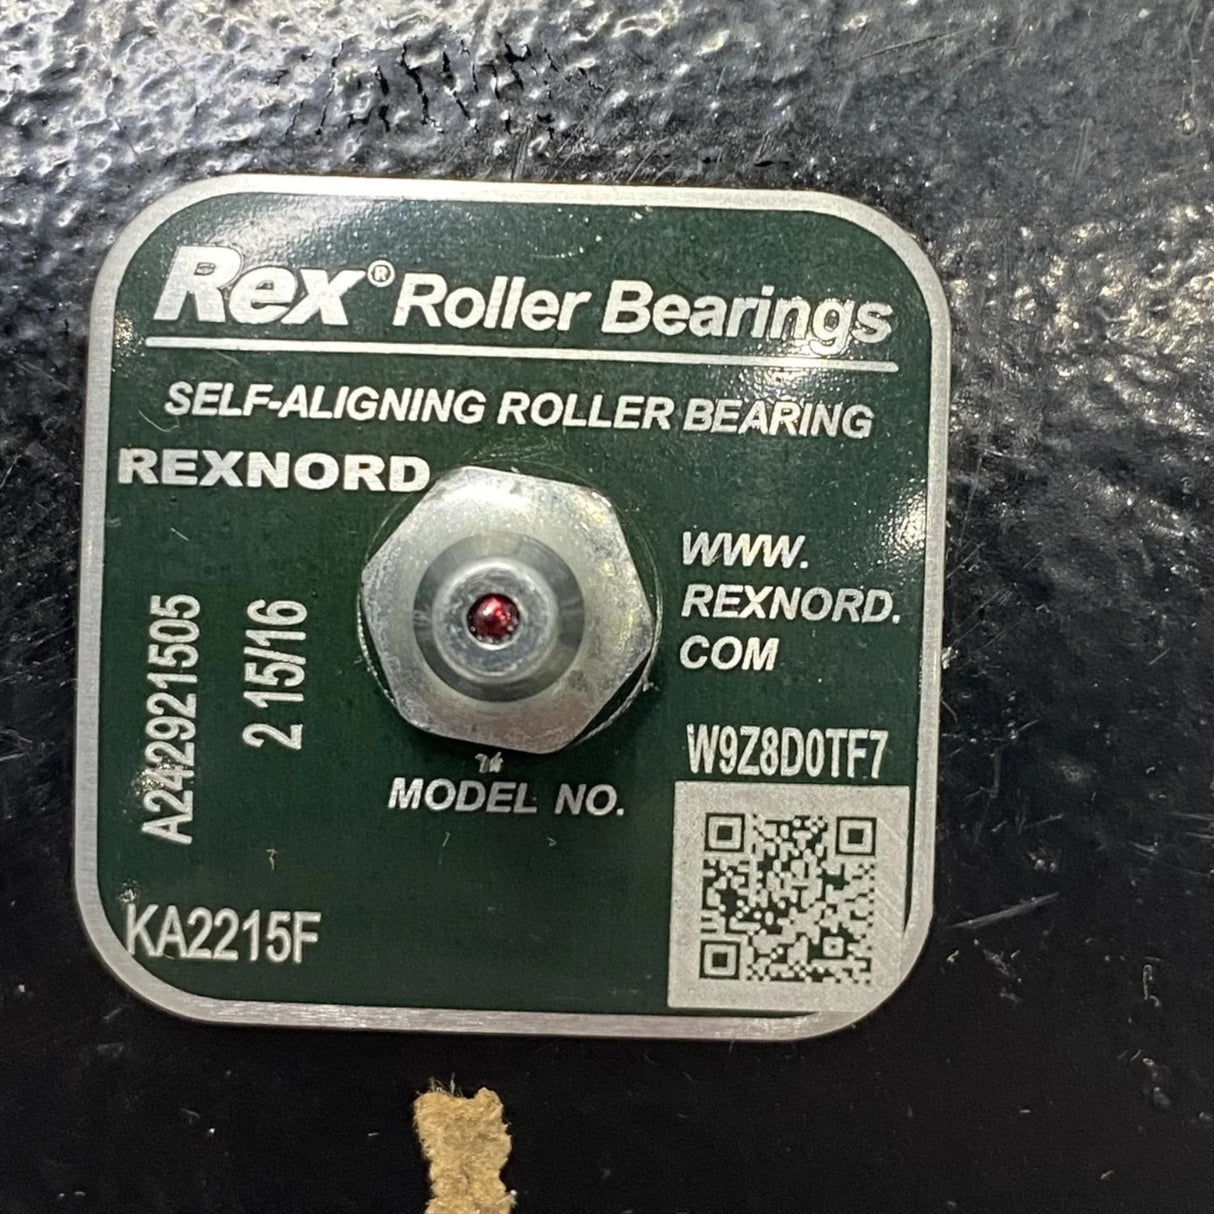 Rex® Roller Bearings
SELF-ALIGNING ROLLER BEARING
REXNORD
WWW.
REXNORD.
COM
A242921505
2 15/16
W9Z8D0TF7
MODEL NO.
KA2215F